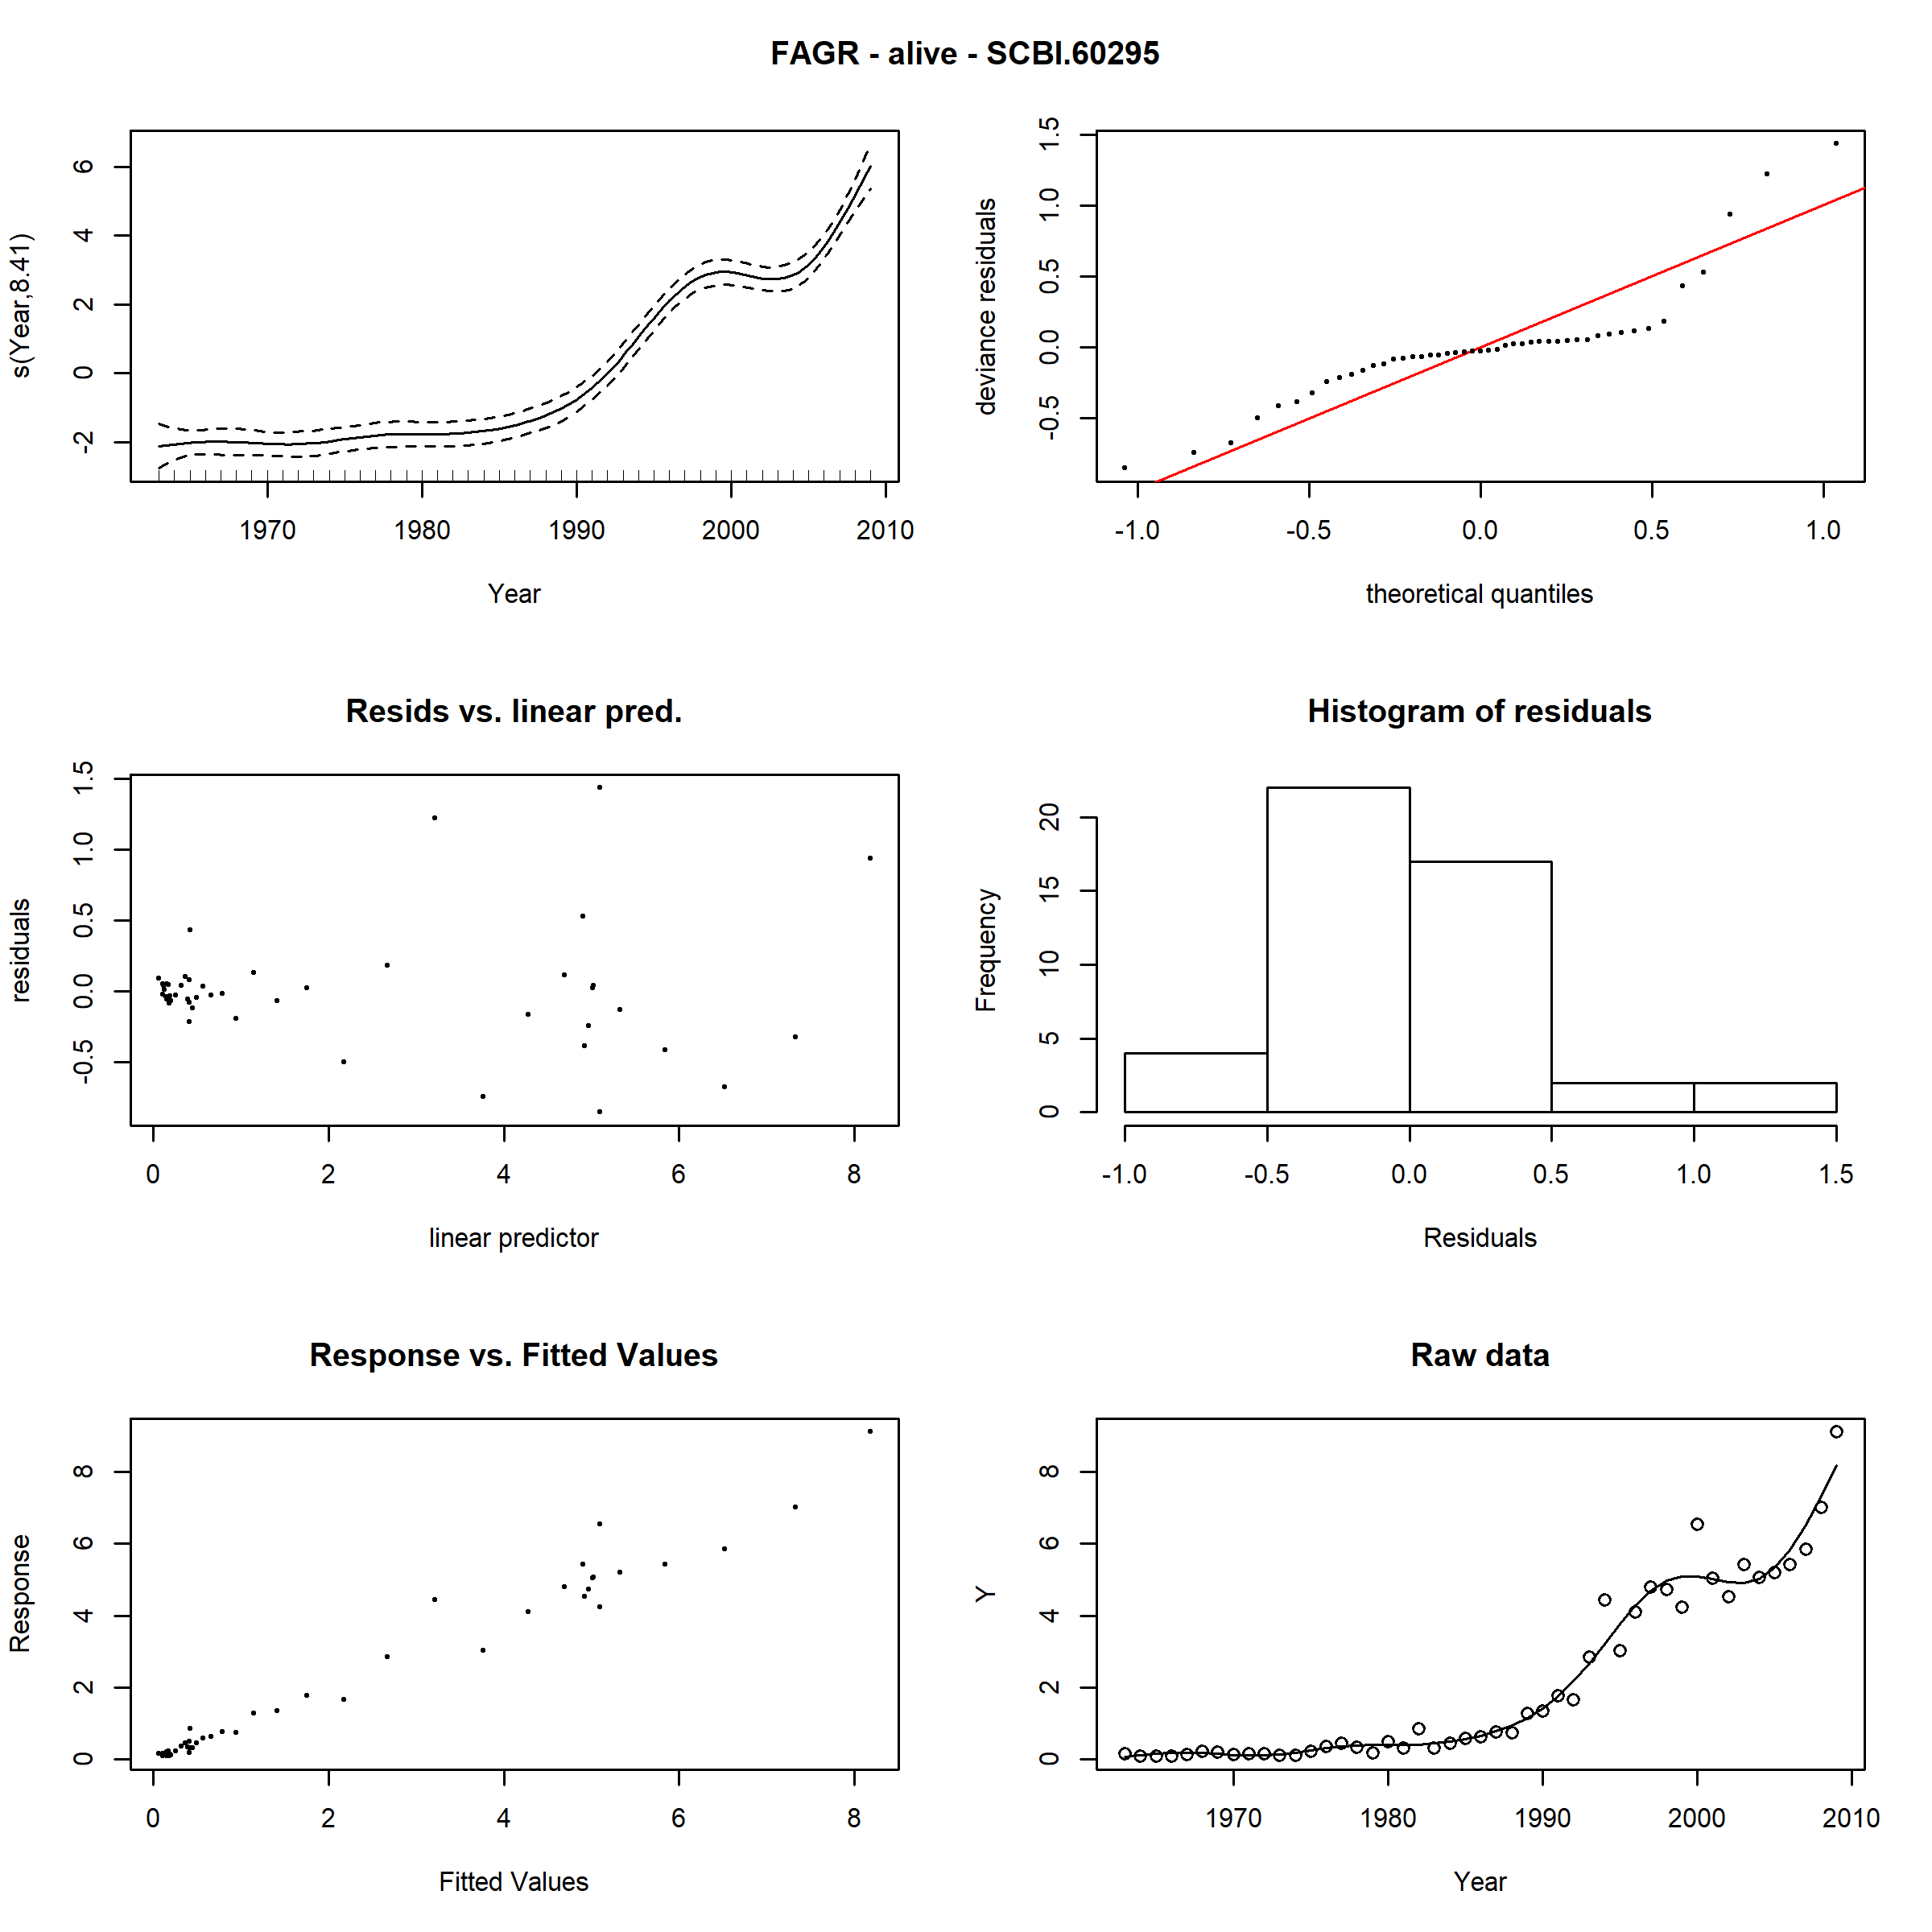 FAGR - alive - SCBI.60295
s(Year,8.41)
6
4
2
0
-2
1970 1980 1990 2000 2010
Year
deviance residuals
1.5
1.0
0.5
0.0
-0.5
-1.0 -0.5 0.0 0.5 1.0
theoretical quantiles
Resids vs. linear pred.
residuals
1.5
1.0
0.5
0.0
-0.5
0 2 4 6 8
linear predictor
Histogram of residuals
Frequency
20
15
10
5
0
-1.0 -0.5 0.0 0.5 1.0 1.5
Residuals
Response vs. Fitted Values
Response
8
6
4
2
0
0 2 4 6 8
Fitted Values
Raw data
Y
8
6
4
2
0
1970 1980 1990 2000 2010
Year